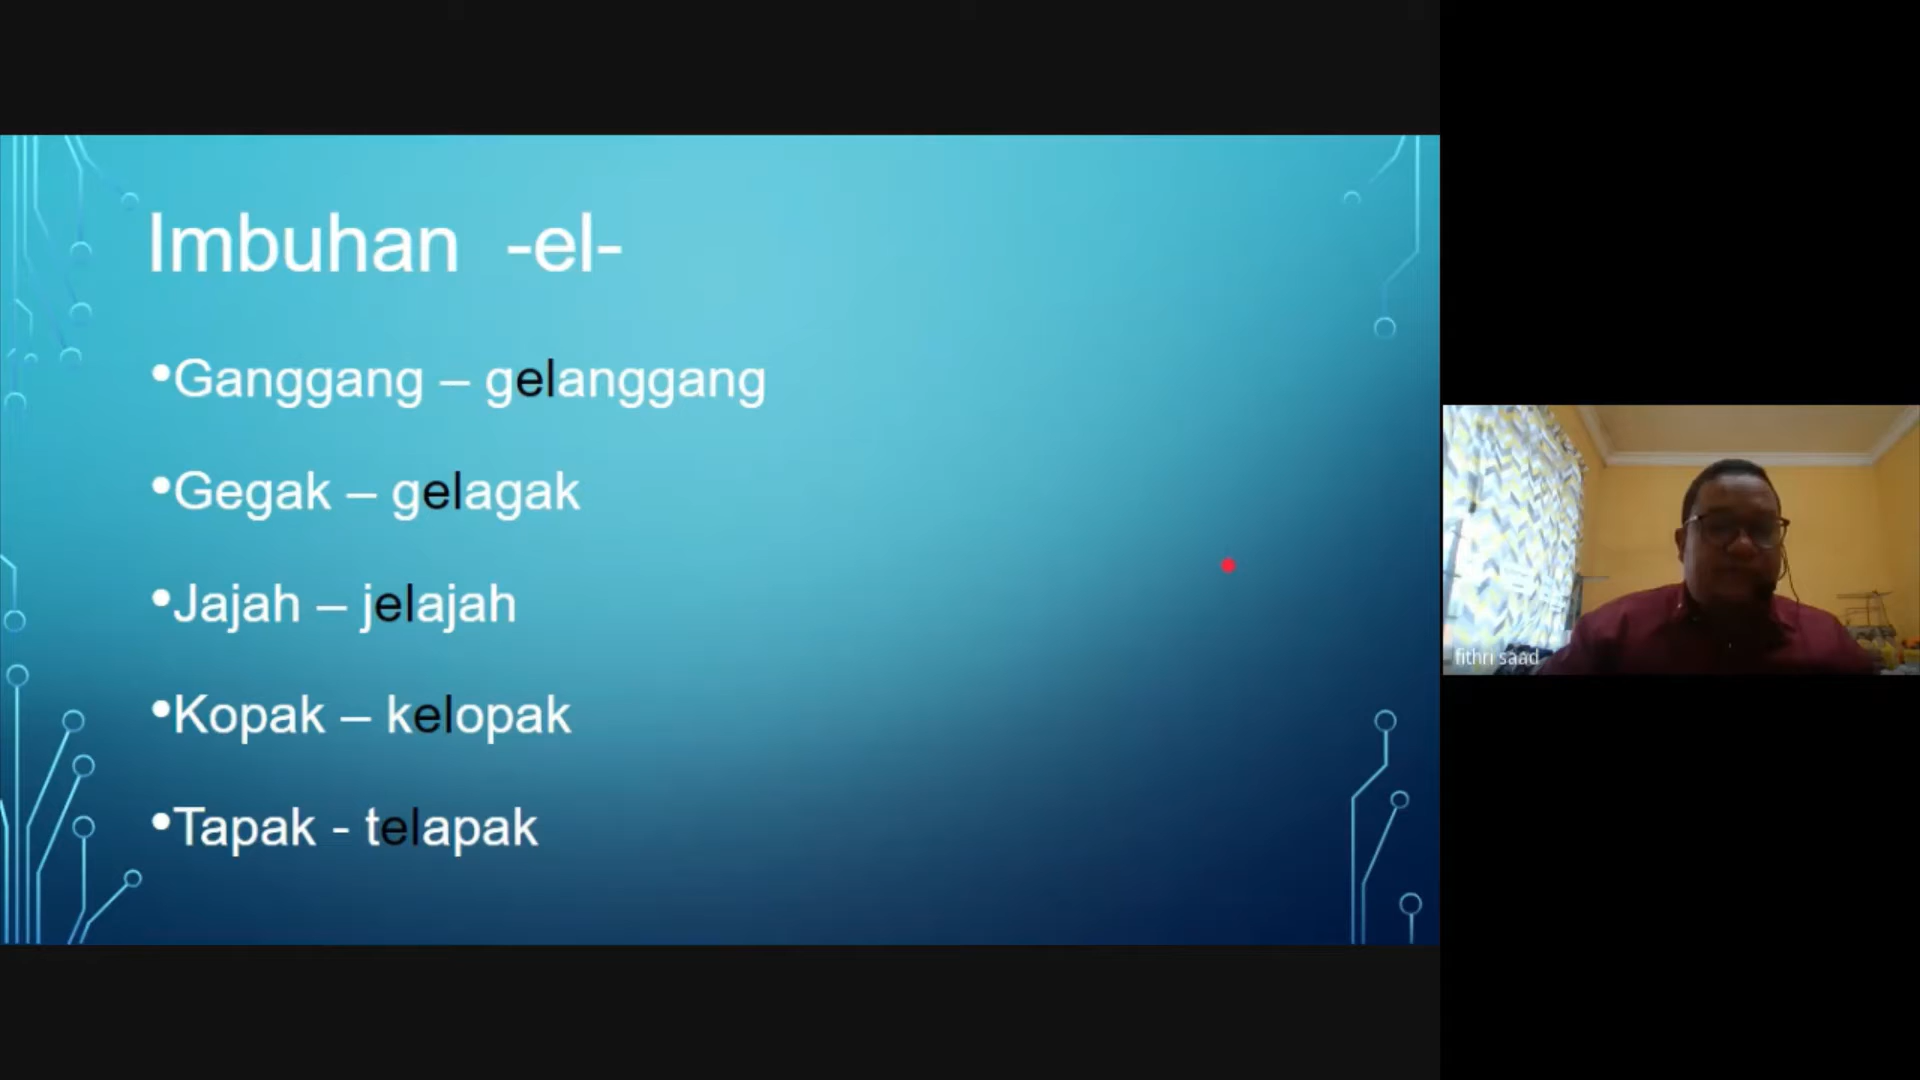 Imbuhan -el-
•Ganggang – gelanggang
•Gegak – gelagak
•Jajah – jelajah
•Kopak – kelopak
•Tapak - telapak
fithri saad